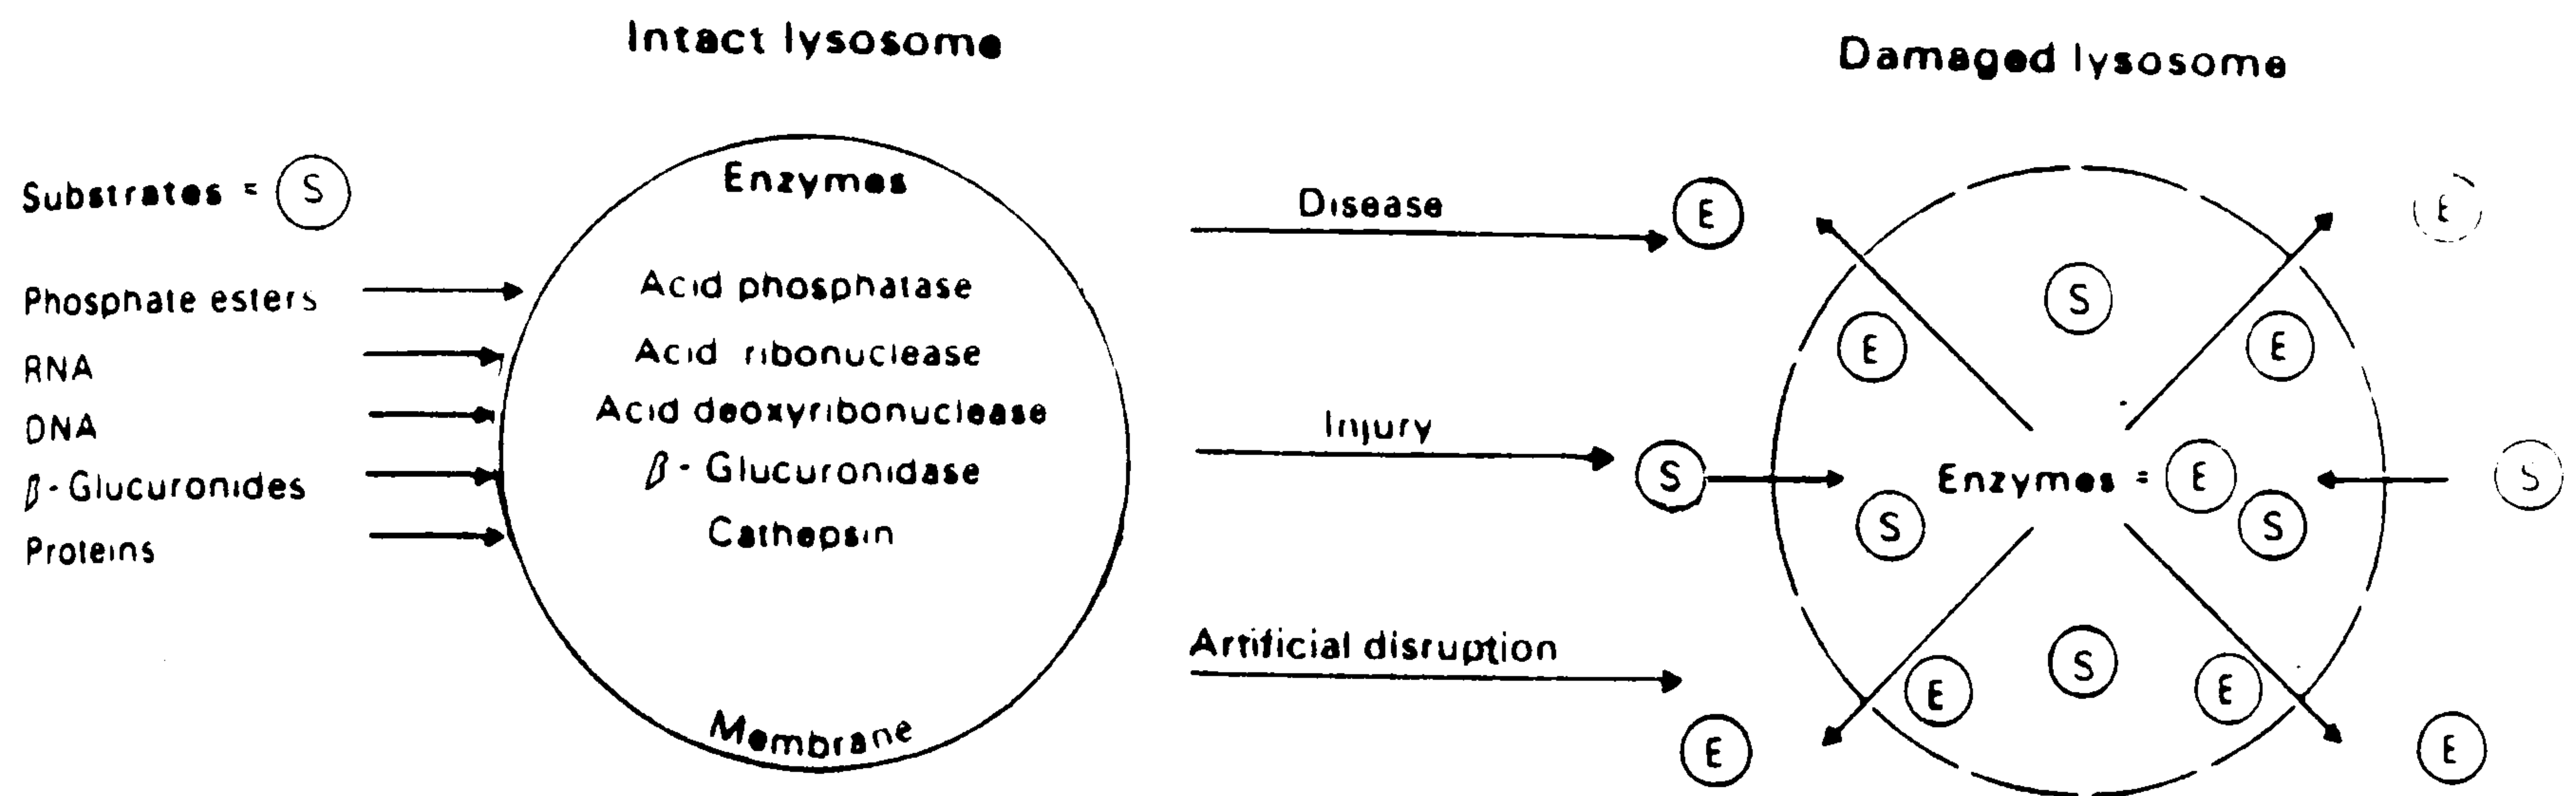 Intact lysosome
Damaged lysosome
Substrates = S
Phosphate esters
RNA
DNA
β - Glucuronides
Proteins
Enzymes
Acid phosphatase
Acid ribonuclease
Acid deoxyribonuclease
β - Glucuronidase
Cathepsin
Membrane
Disease
Injury
Artificial disruption
E
E
S
E
E
S
Enzymes = E
S
S
S
E
S
E
E
E